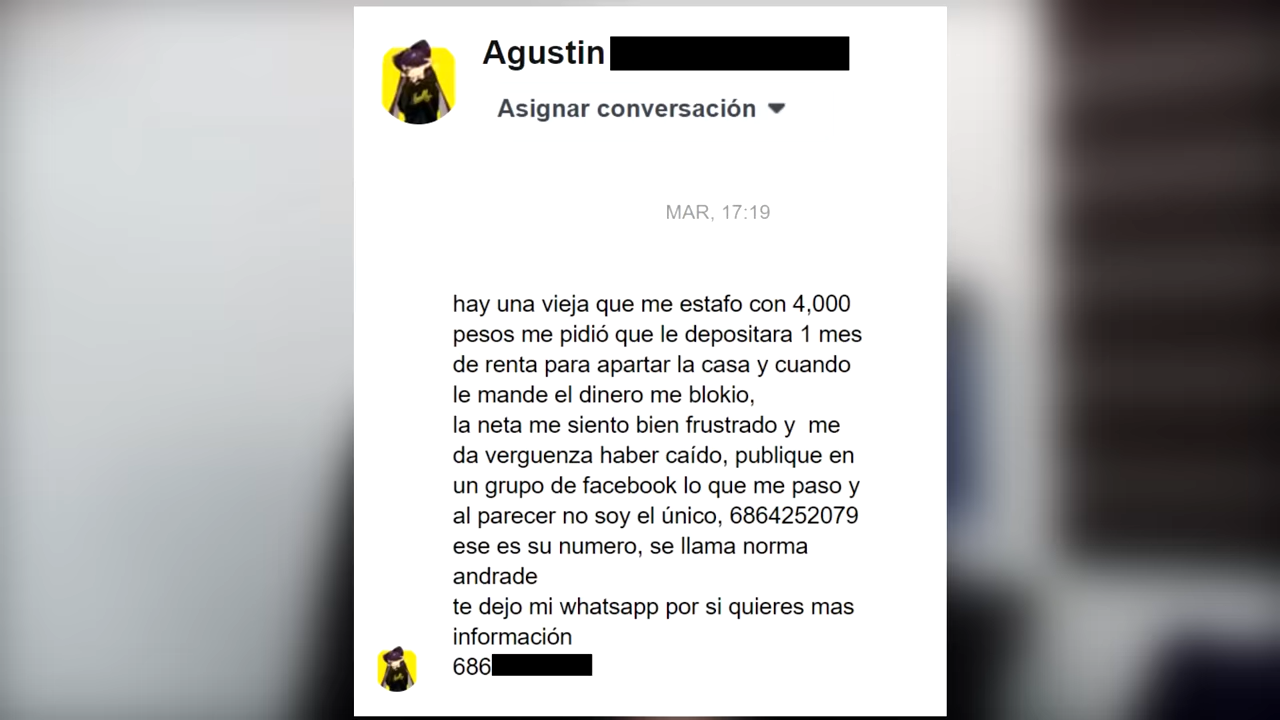 Agustin
Asignar conversación
MAR, 17:19
hay una vieja que me estafo con 4,000
pesos me pidió que le depositara 1 mes
de renta para apartar la casa y cuando
le mande el dinero me blokio,
la neta me siento bien frustrado y  me
da verguenza haber caído, publique en
un grupo de facebook lo que me paso y
al parecer no soy el único, 6864252079
ese es su numero, se llama norma
andrade
te dejo mi whatsapp por si quieres mas
información
686